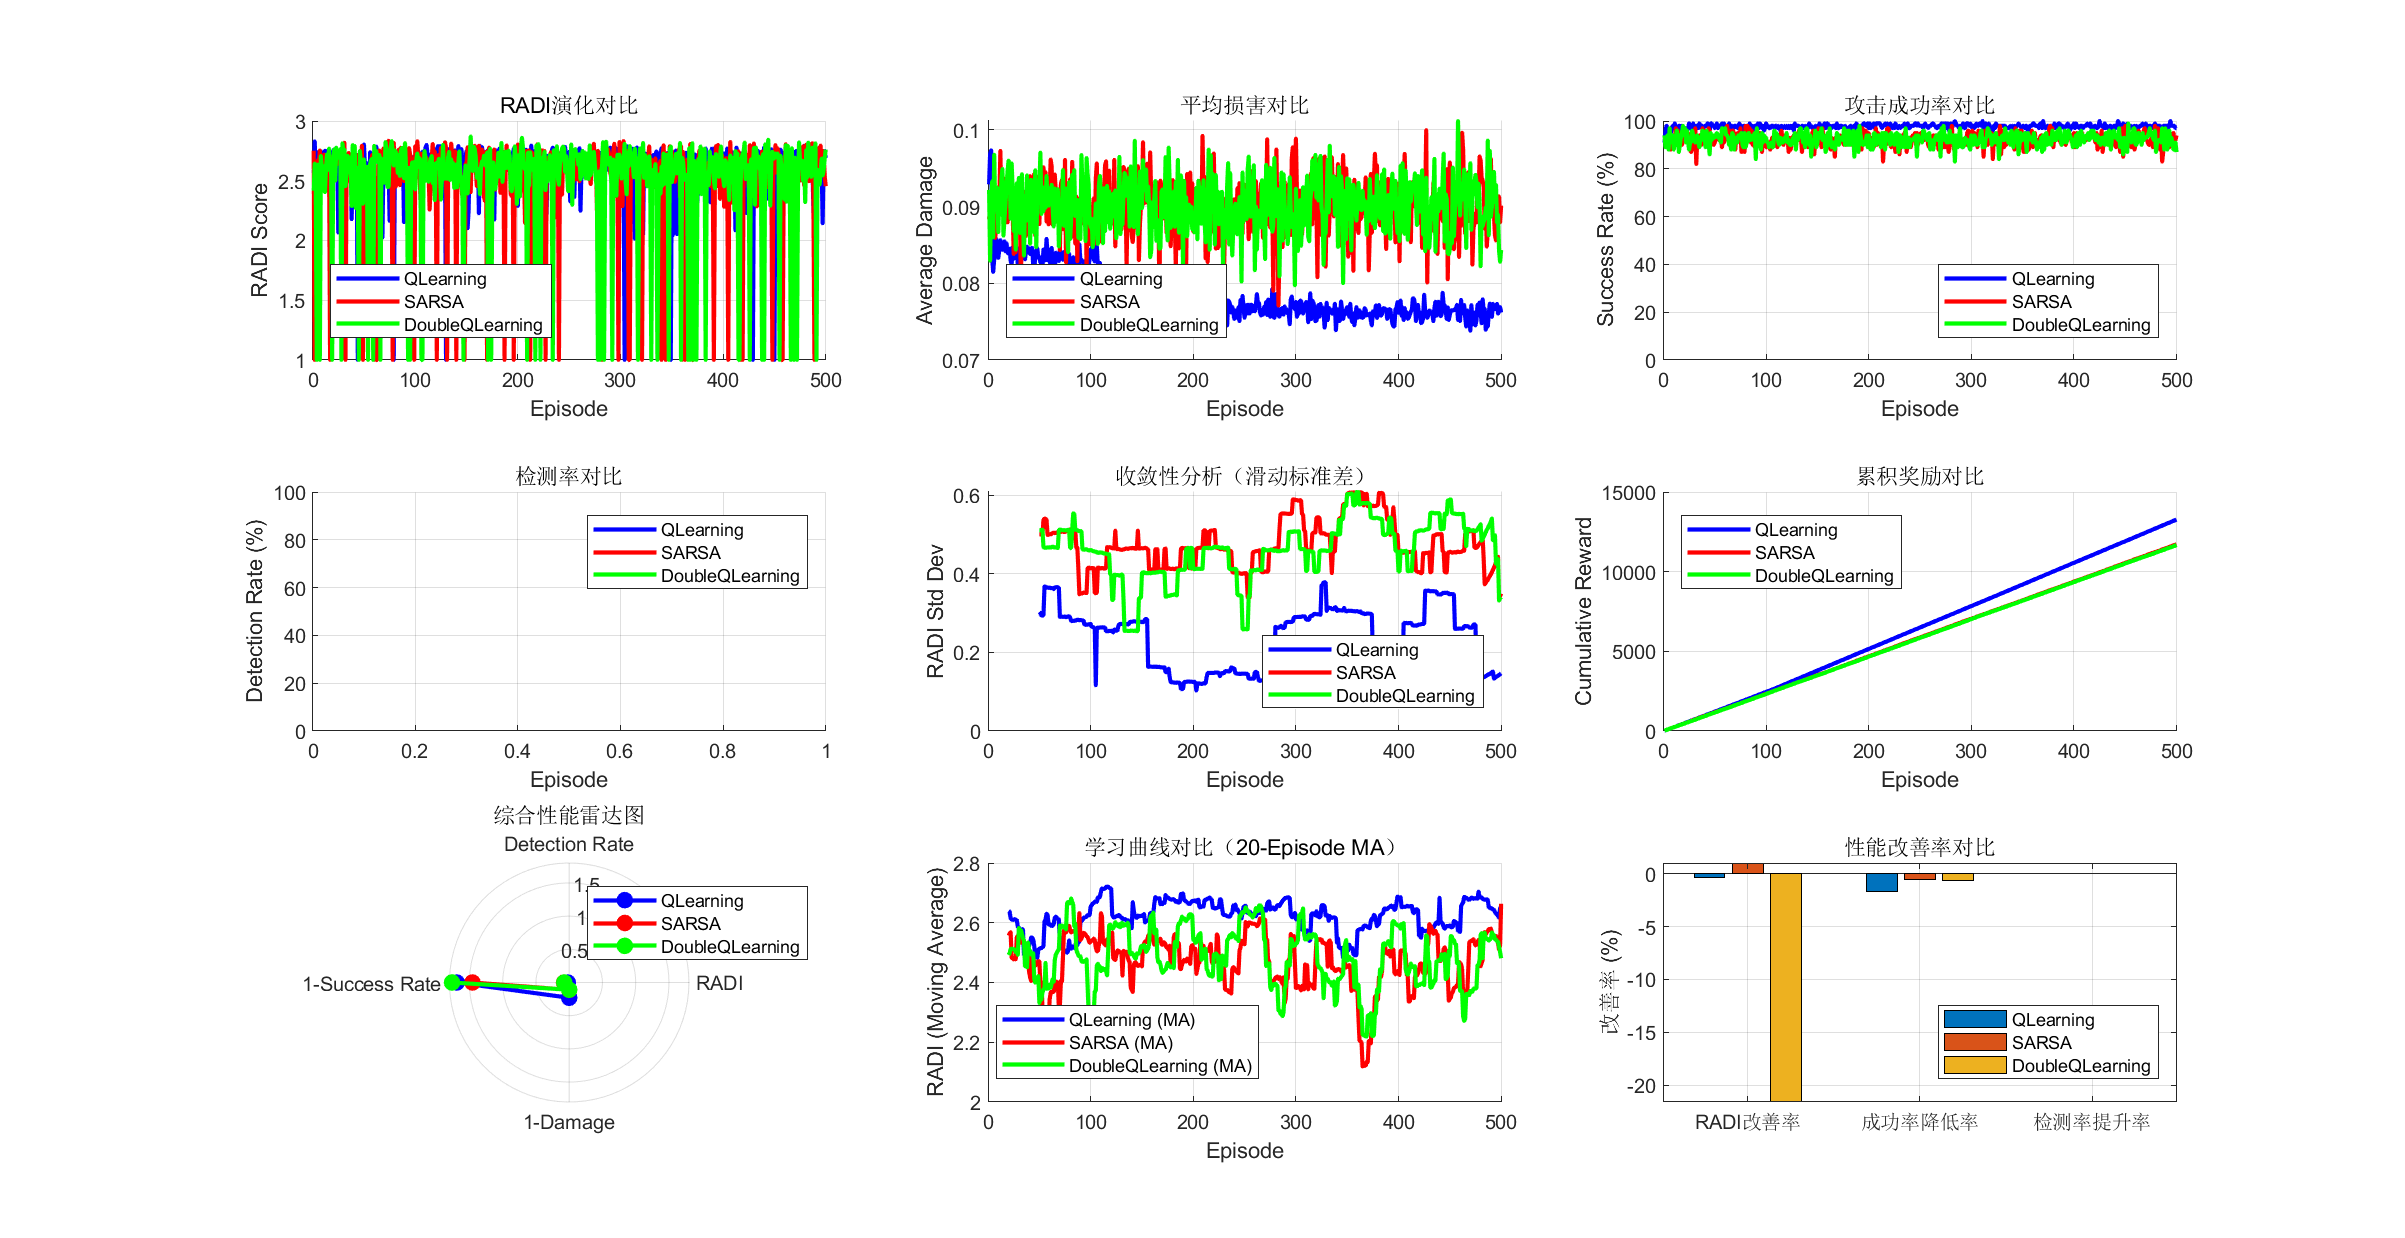 RADI演化对比
3
2.5
2
1.5
1
RADI Score
QLearning
SARSA
DoubleQLearning
0
100
200
300
400
500
Episode
平均损害对比
0.1
0.09
0.08
0.07
Average Damage
QLearning
SARSA
DoubleQLearning
0
100
200
300
400
500
Episode
攻击成功率对比
100
80
60
40
20
0
Success Rate (%)
QLearning
SARSA
DoubleQLearning
0
100
200
300
400
500
Episode
检测率对比
100
80
60
40
20
0
Detection Rate (%)
QLearning
SARSA
DoubleQLearning
0
0.2
0.4
0.6
0.8
1
Episode
收敛性分析（滑动标准差）
0.6
0.4
0.2
0
RADI Std Dev
QLearning
SARSA
DoubleQLearning
0
100
200
300
400
500
Episode
累积奖励对比
15000
10000
5000
0
Cumulative Reward
QLearning
SARSA
DoubleQLearning
0
100
200
300
400
500
Episode
综合性能雷达图
Detection Rate
1.5
1
0.5
QLearning
SARSA
DoubleQLearning
1-Success Rate
RADI
1-Damage
学习曲线对比（20-Episode MA）
2.8
2.6
2.4
2.2
2
RADI (Moving Average)
QLearning (MA)
SARSA (MA)
DoubleQLearning (MA)
0
100
200
300
400
500
Episode
性能改善率对比
0
-5
-10
-15
-20
改善率 (%)
QLearning
SARSA
DoubleQLearning
RADI改善率
成功率降低率
检测率提升率